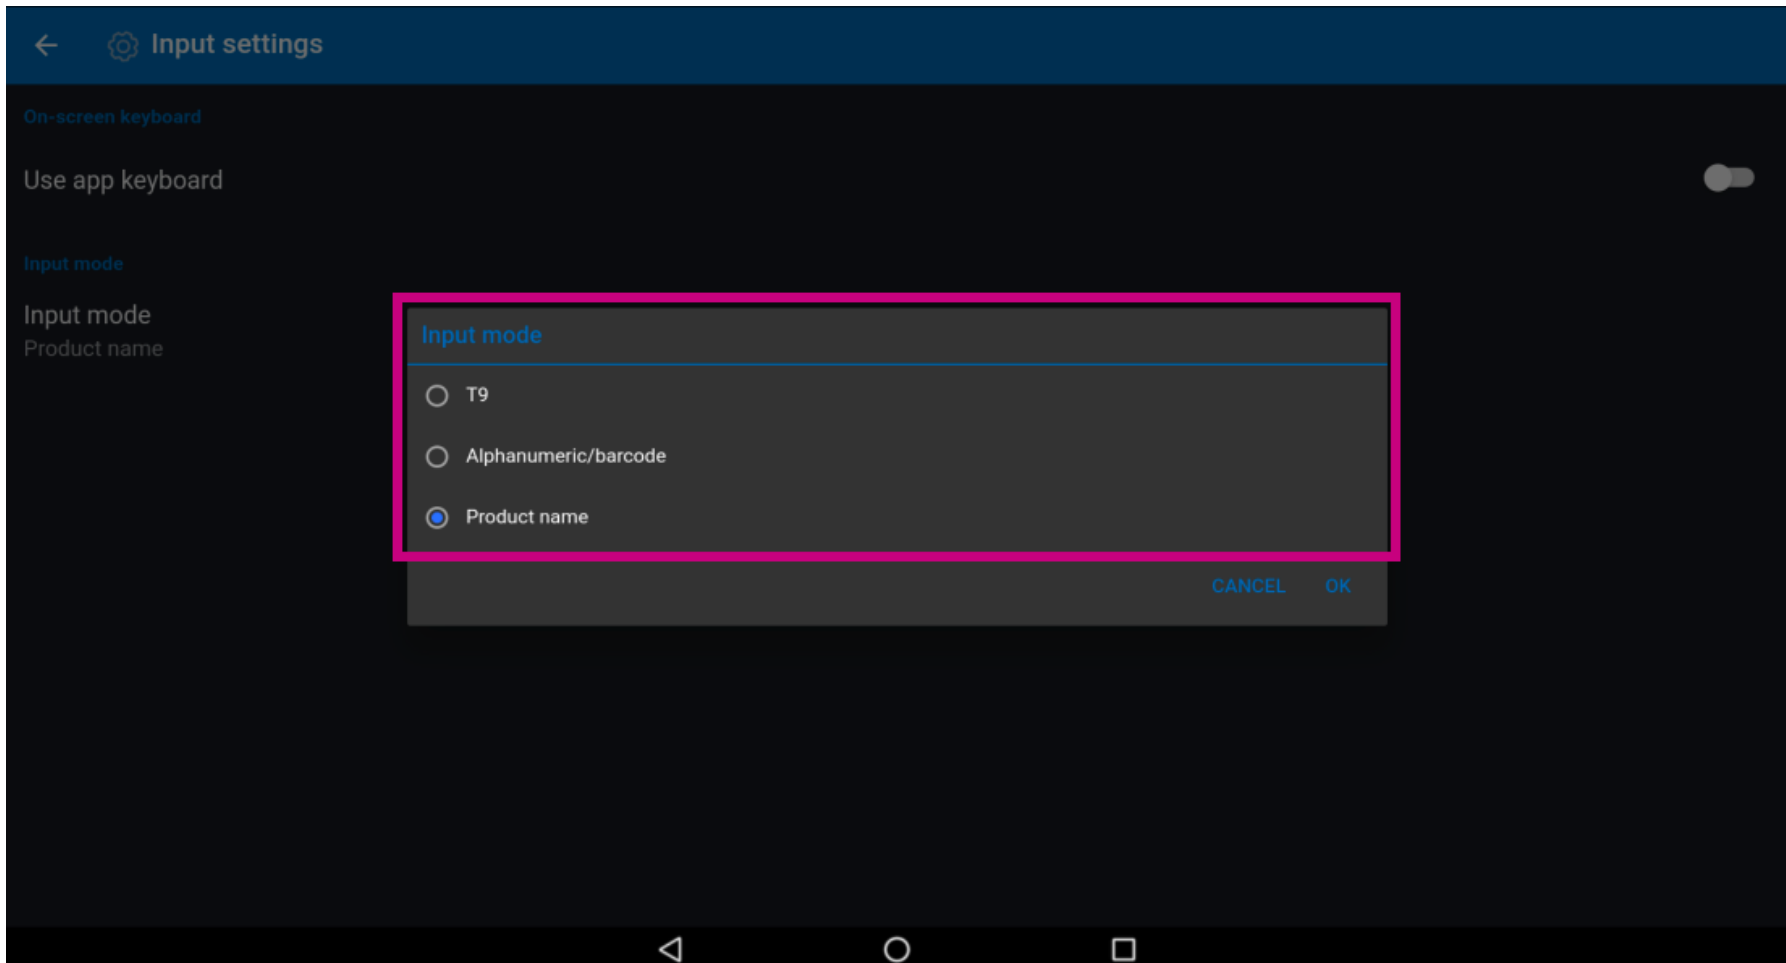 Input settings
On-screen keyboard
Use app keyboard
Input mode
Input mode
Product name
Input mode
T9
Alphanumeric/barcode
Product name
CANCEL OK